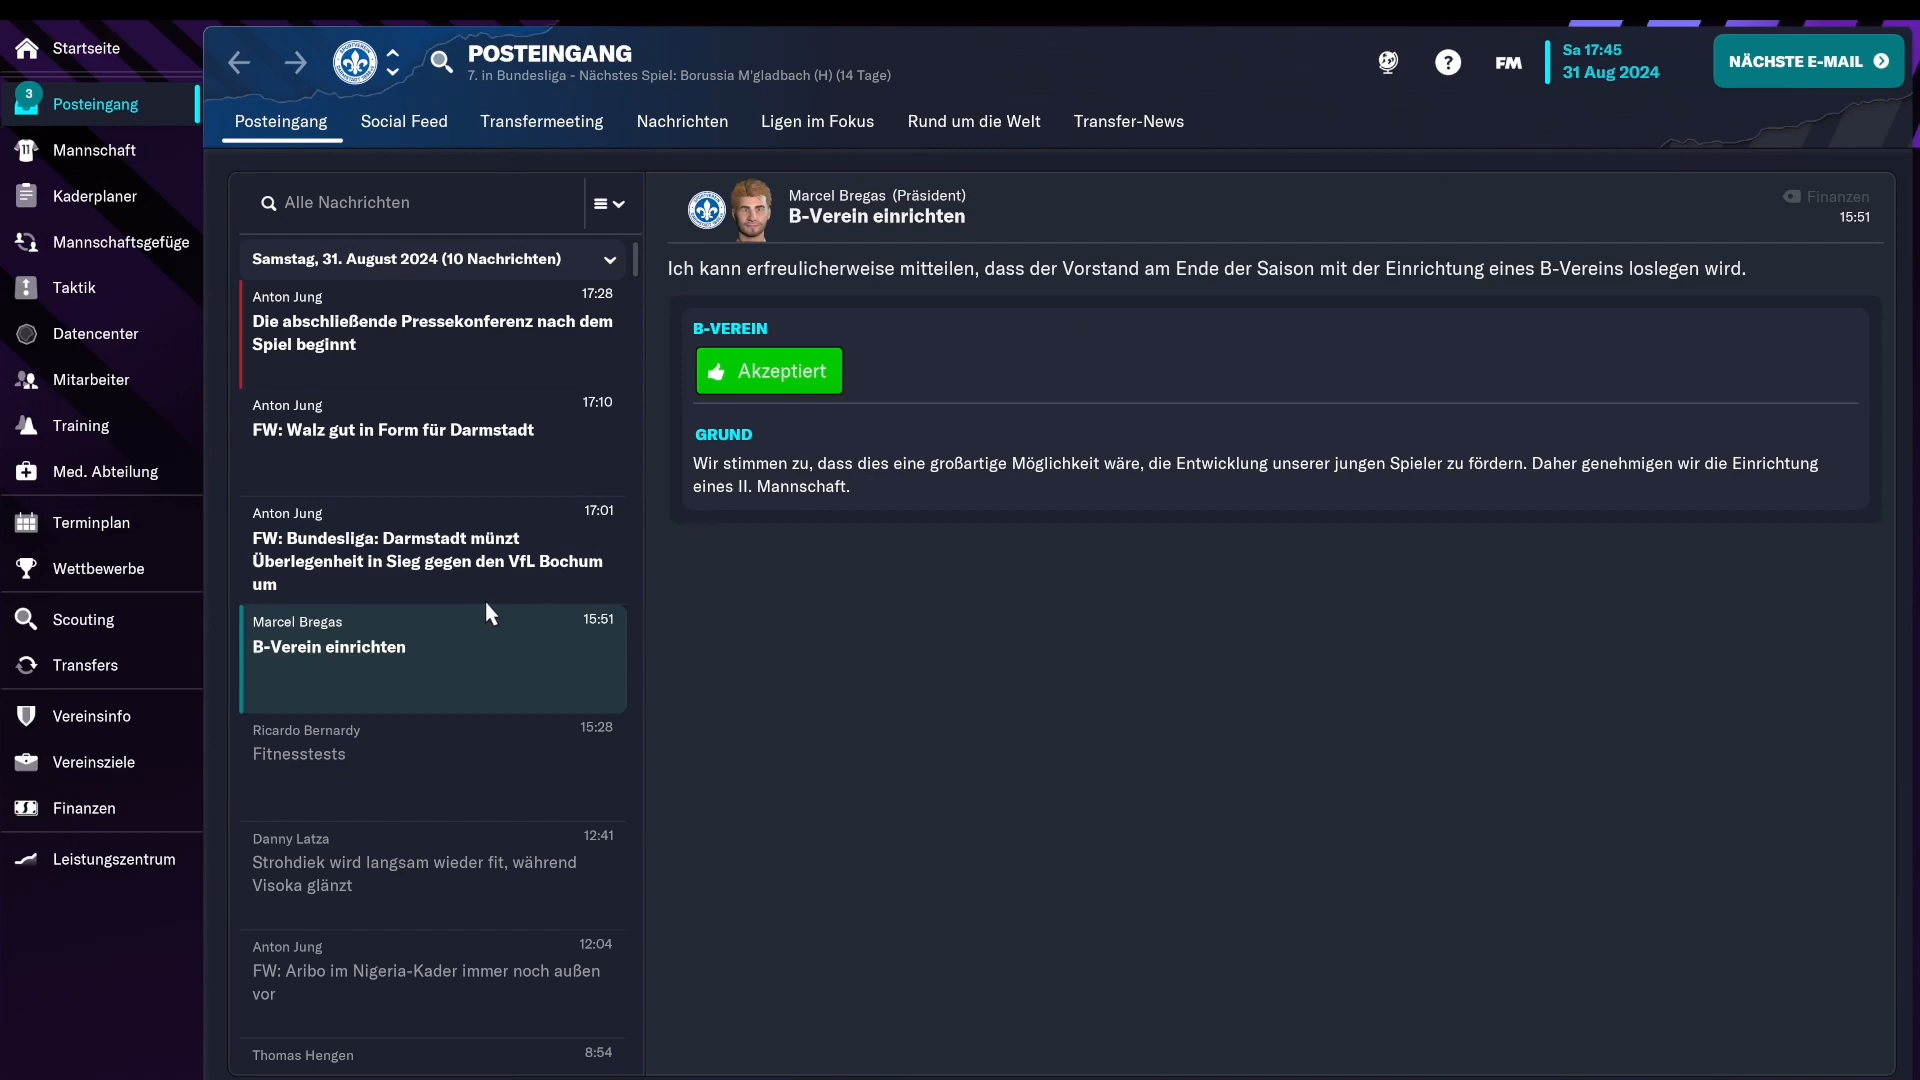 Startseite
3
Posteingang
Mannschaft
Kaderplaner
Mannschaftsgefüge
Taktik
Datencenter
Mitarbeiter
Training
Med. Abteilung
Terminplan
Wettbewerbe
Scouting
Transfers
Vereinsinfo
Vereinsziele
Finanzen
Leistungszentrum
POSTEINGANG
7. in Bundesliga - Nächstes Spiel: Borussia M'gladbach (H) (14 Tage)
?
FM
Sa 17:45
31 Aug 2024
NÄCHSTE E-MAIL
Posteingang
Social Feed
Transfermeeting
Nachrichten
Ligen im Fokus
Rund um die Welt
Transfer-News
Alle Nachrichten
Samstag, 31. August 2024 (10 Nachrichten)
Anton Jung
17:28
Die abschließende Pressekonferenz nach dem
Spiel beginnt
Anton Jung
17:10
FW: Walz gut in Form für Darmstadt
Anton Jung
17:01
FW: Bundesliga: Darmstadt münzt
Überlegenheit in Sieg gegen den VfL Bochum
um
Marcel Bregas
15:51
B-Verein einrichten
Ricardo Bernardy
15:28
Fitnesstests
Danny Latza
12:41
Strohdiek wird langsam wieder fit, während
Visoka glänzt
Anton Jung
12:04
FW: Aribo im Nigeria-Kader immer noch außen
vor
Thomas Hengen
8:54
Marcel Bregas (Präsident)
B-Verein einrichten
Finanzen
15:51
Ich kann erfreulicherweise mitteilen, dass der Vorstand am Ende der Saison mit der Einrichtung eines B-Vereins loslegen wird.
B-VEREIN
Akzeptiert
GRUND
Wir stimmen zu, dass dies eine großartige Möglichkeit wäre, die Entwicklung unserer jungen Spieler zu fördern. Daher genehmigen wir die Einrichtung
eines II. Mannschaft.